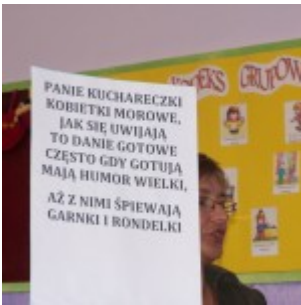 KODEKS GRUPOW
PANIE KUCHARECZKI
KOBIETKI MOROWE,
JAK SIĘ UWIJAJĄ
TO DANIE GOTOWE
CZĘSTO GDY GOTUJĄ
MAJĄ HUMOR WIELKI,
AŻ Z NIMI ŚPIEWAJĄ
GARNKI I RONDELKI